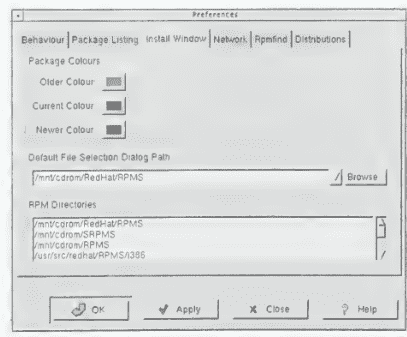 Preferences
Behaviour Package Listing Install Window Network Rpmfind Distributions
Package Colours
Older Colour
Current Colour
Newer Colour
Default File Selection Dialog Path
/mnt/cdrom/RedHat/RPMS Browse
RPM Directories
/mnt/cdrom/RedHat/RPMS
/mnt/cdrom/SRPMS
/mnt/cdrom/RPMS
/usr/src/redhat/RPMS/i386
OK Apply Close Help